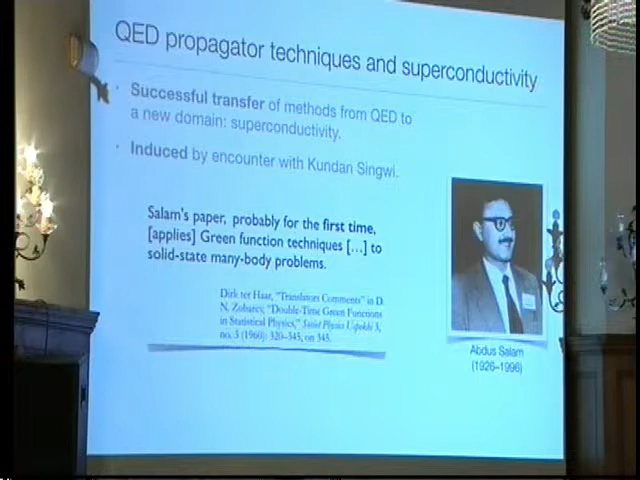 QED propagator techniques and superconductivity
· Successful transfer of methods from QED to
a new domain: superconductivity.
· Induced by encounter with Kundan Singwi.
Salam's paper, probably for the first time,
[applies] Green function techniques [...] to
solid-state many-body problems.
Dirk ter Haar, "Translators Comments" in D.
N. Zubarev, "Double-Time Green Functions
in Statistical Physics," Soviet Physics Uspekhi 3,
no. 3 (1960): 320–345, on 345.
Abdus Salam
(1926–1996)